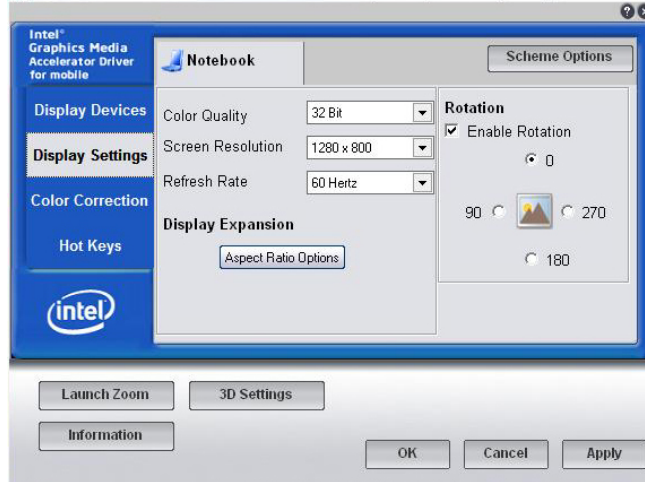 Intel®
Graphics Media
Accelerator Driver
for mobile
Notebook
Scheme Options
Display Devices
Display Settings
Color Correction
Hot Keys
intel
Color Quality
32 Bit
Screen Resolution
1280 x 800
Refresh Rate
60 Hertz
Display Expansion
Aspect Ratio Options
Rotation
Enable Rotation
0
90
270
180
Launch Zoom
3D Settings
Information
OK
Cancel
Apply